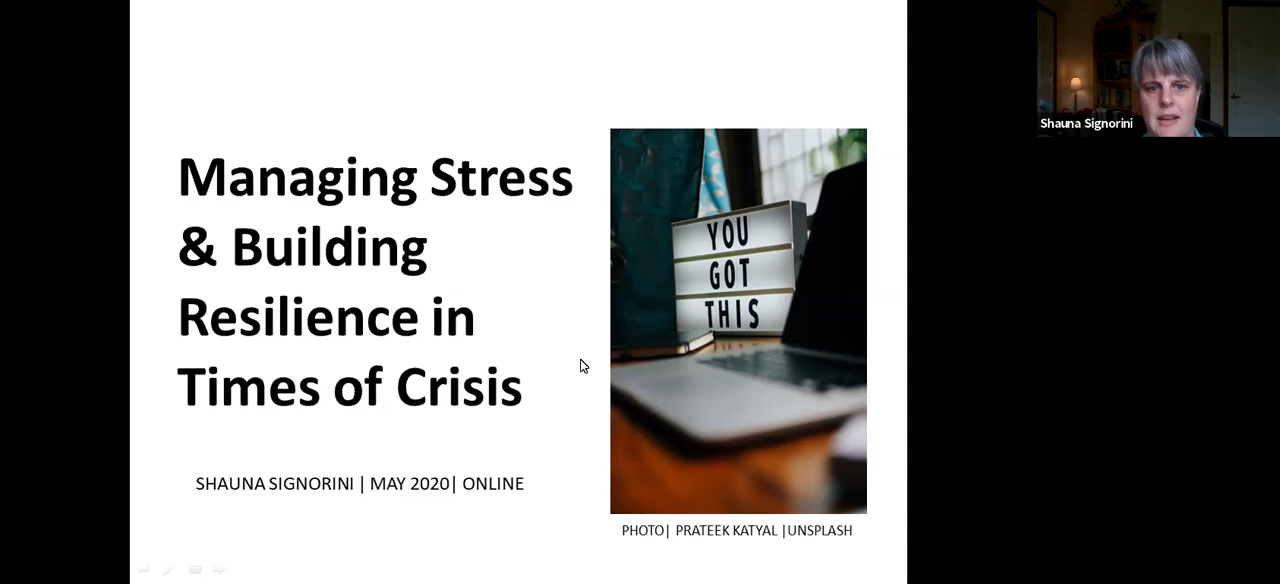 Managing Stress
& Building
Resilience in
Times of Crisis
SHAUNA SIGNORINI | MAY 2020| ONLINE
YOU
GOT
THIS
PHOTO| PRATEEK KATYAL |UNSPLASH
Shauna Signorini